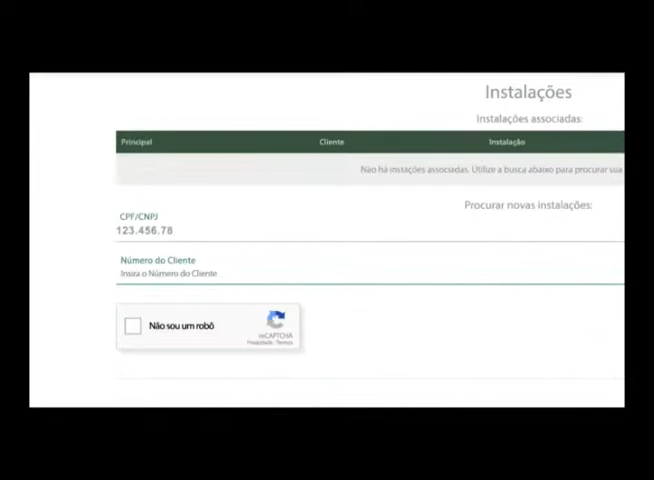 Instalações
Instalações associadas:
Principal Cliente Instalação
Não há instações associadas. Utilize a busca abaixo para procurar sua
Procurar novas instalações:
CPF/CNPJ
123.456.78
Número do Cliente
Insira o Número do Cliente
Não sou um robô
reCAPTCHA
Privacidade - Termos